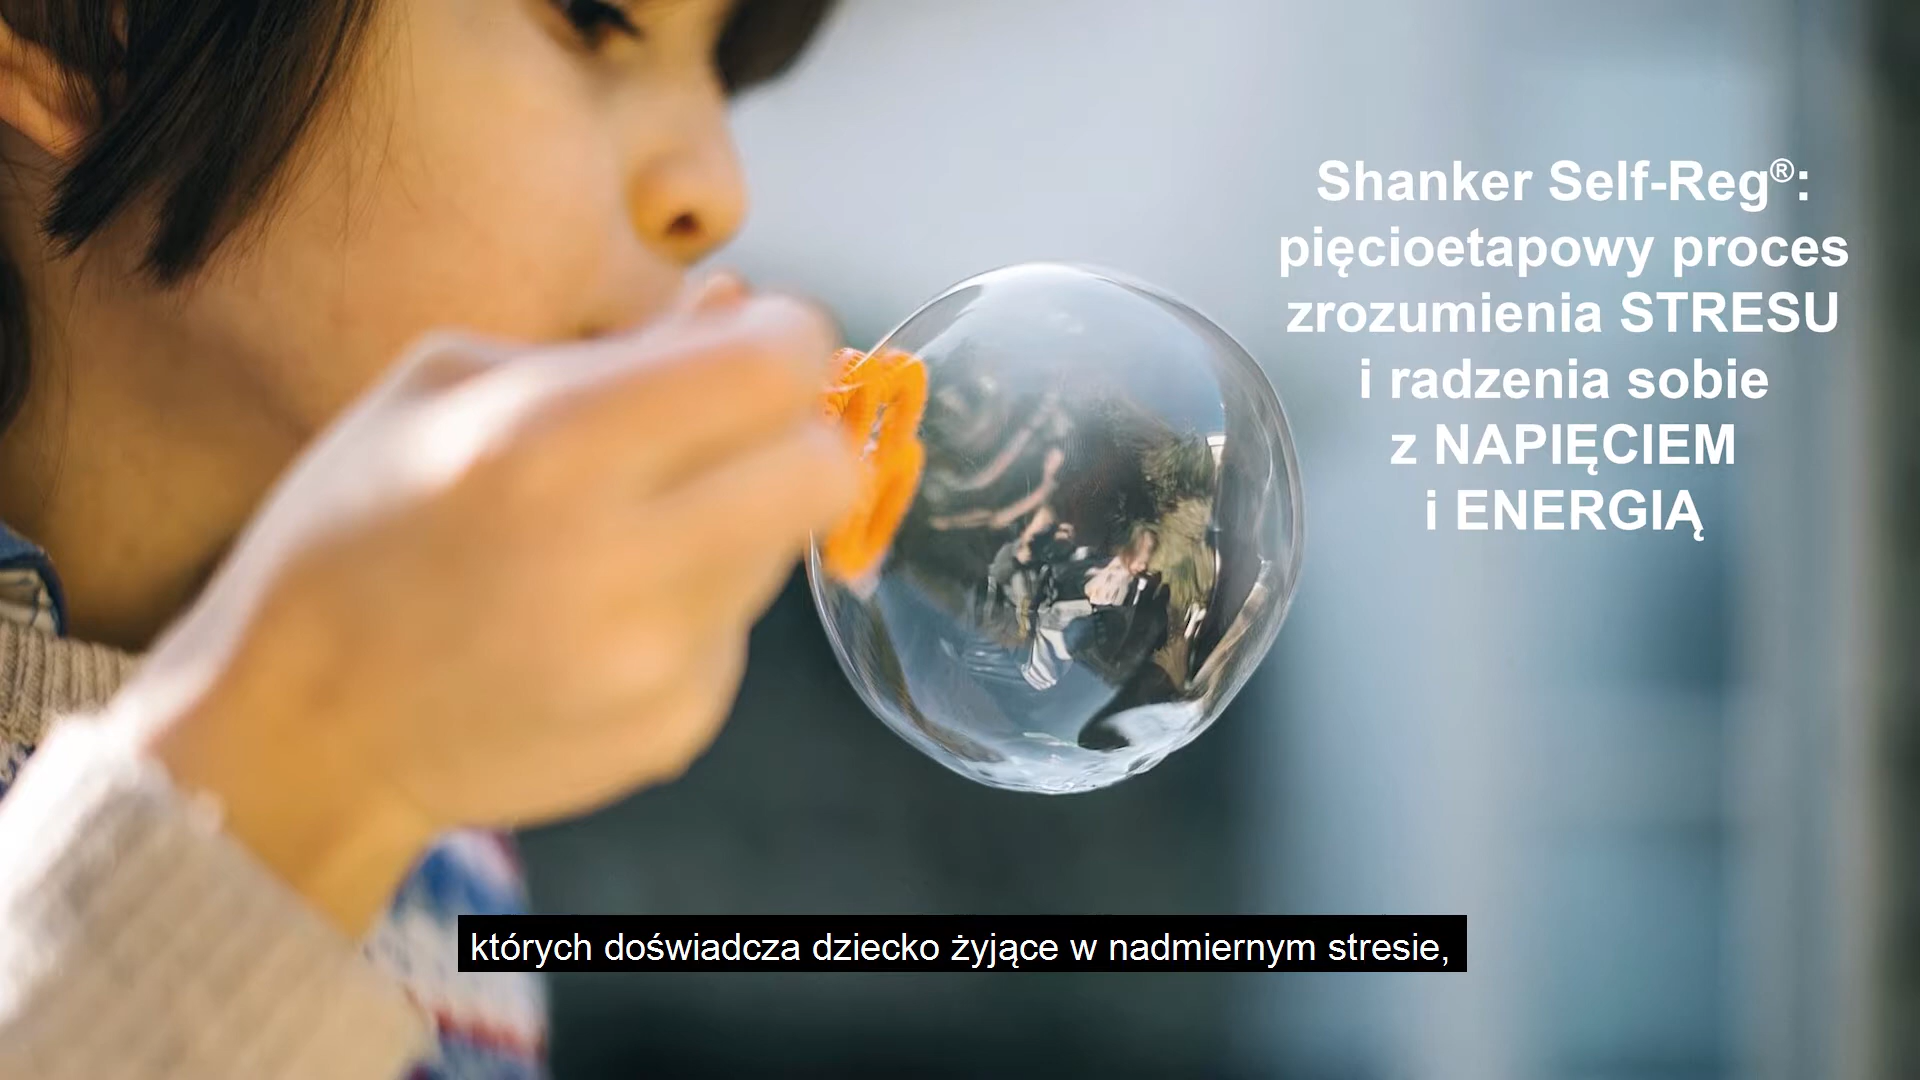 Shanker Self-Reg®:
pięcioetapowy proces
zrozumienia STRESU
i radzenia sobie
z NAPIĘCIEM
i ENERGIĄ
których doświadcza dziecko żyjące w nadmiernym stresie,